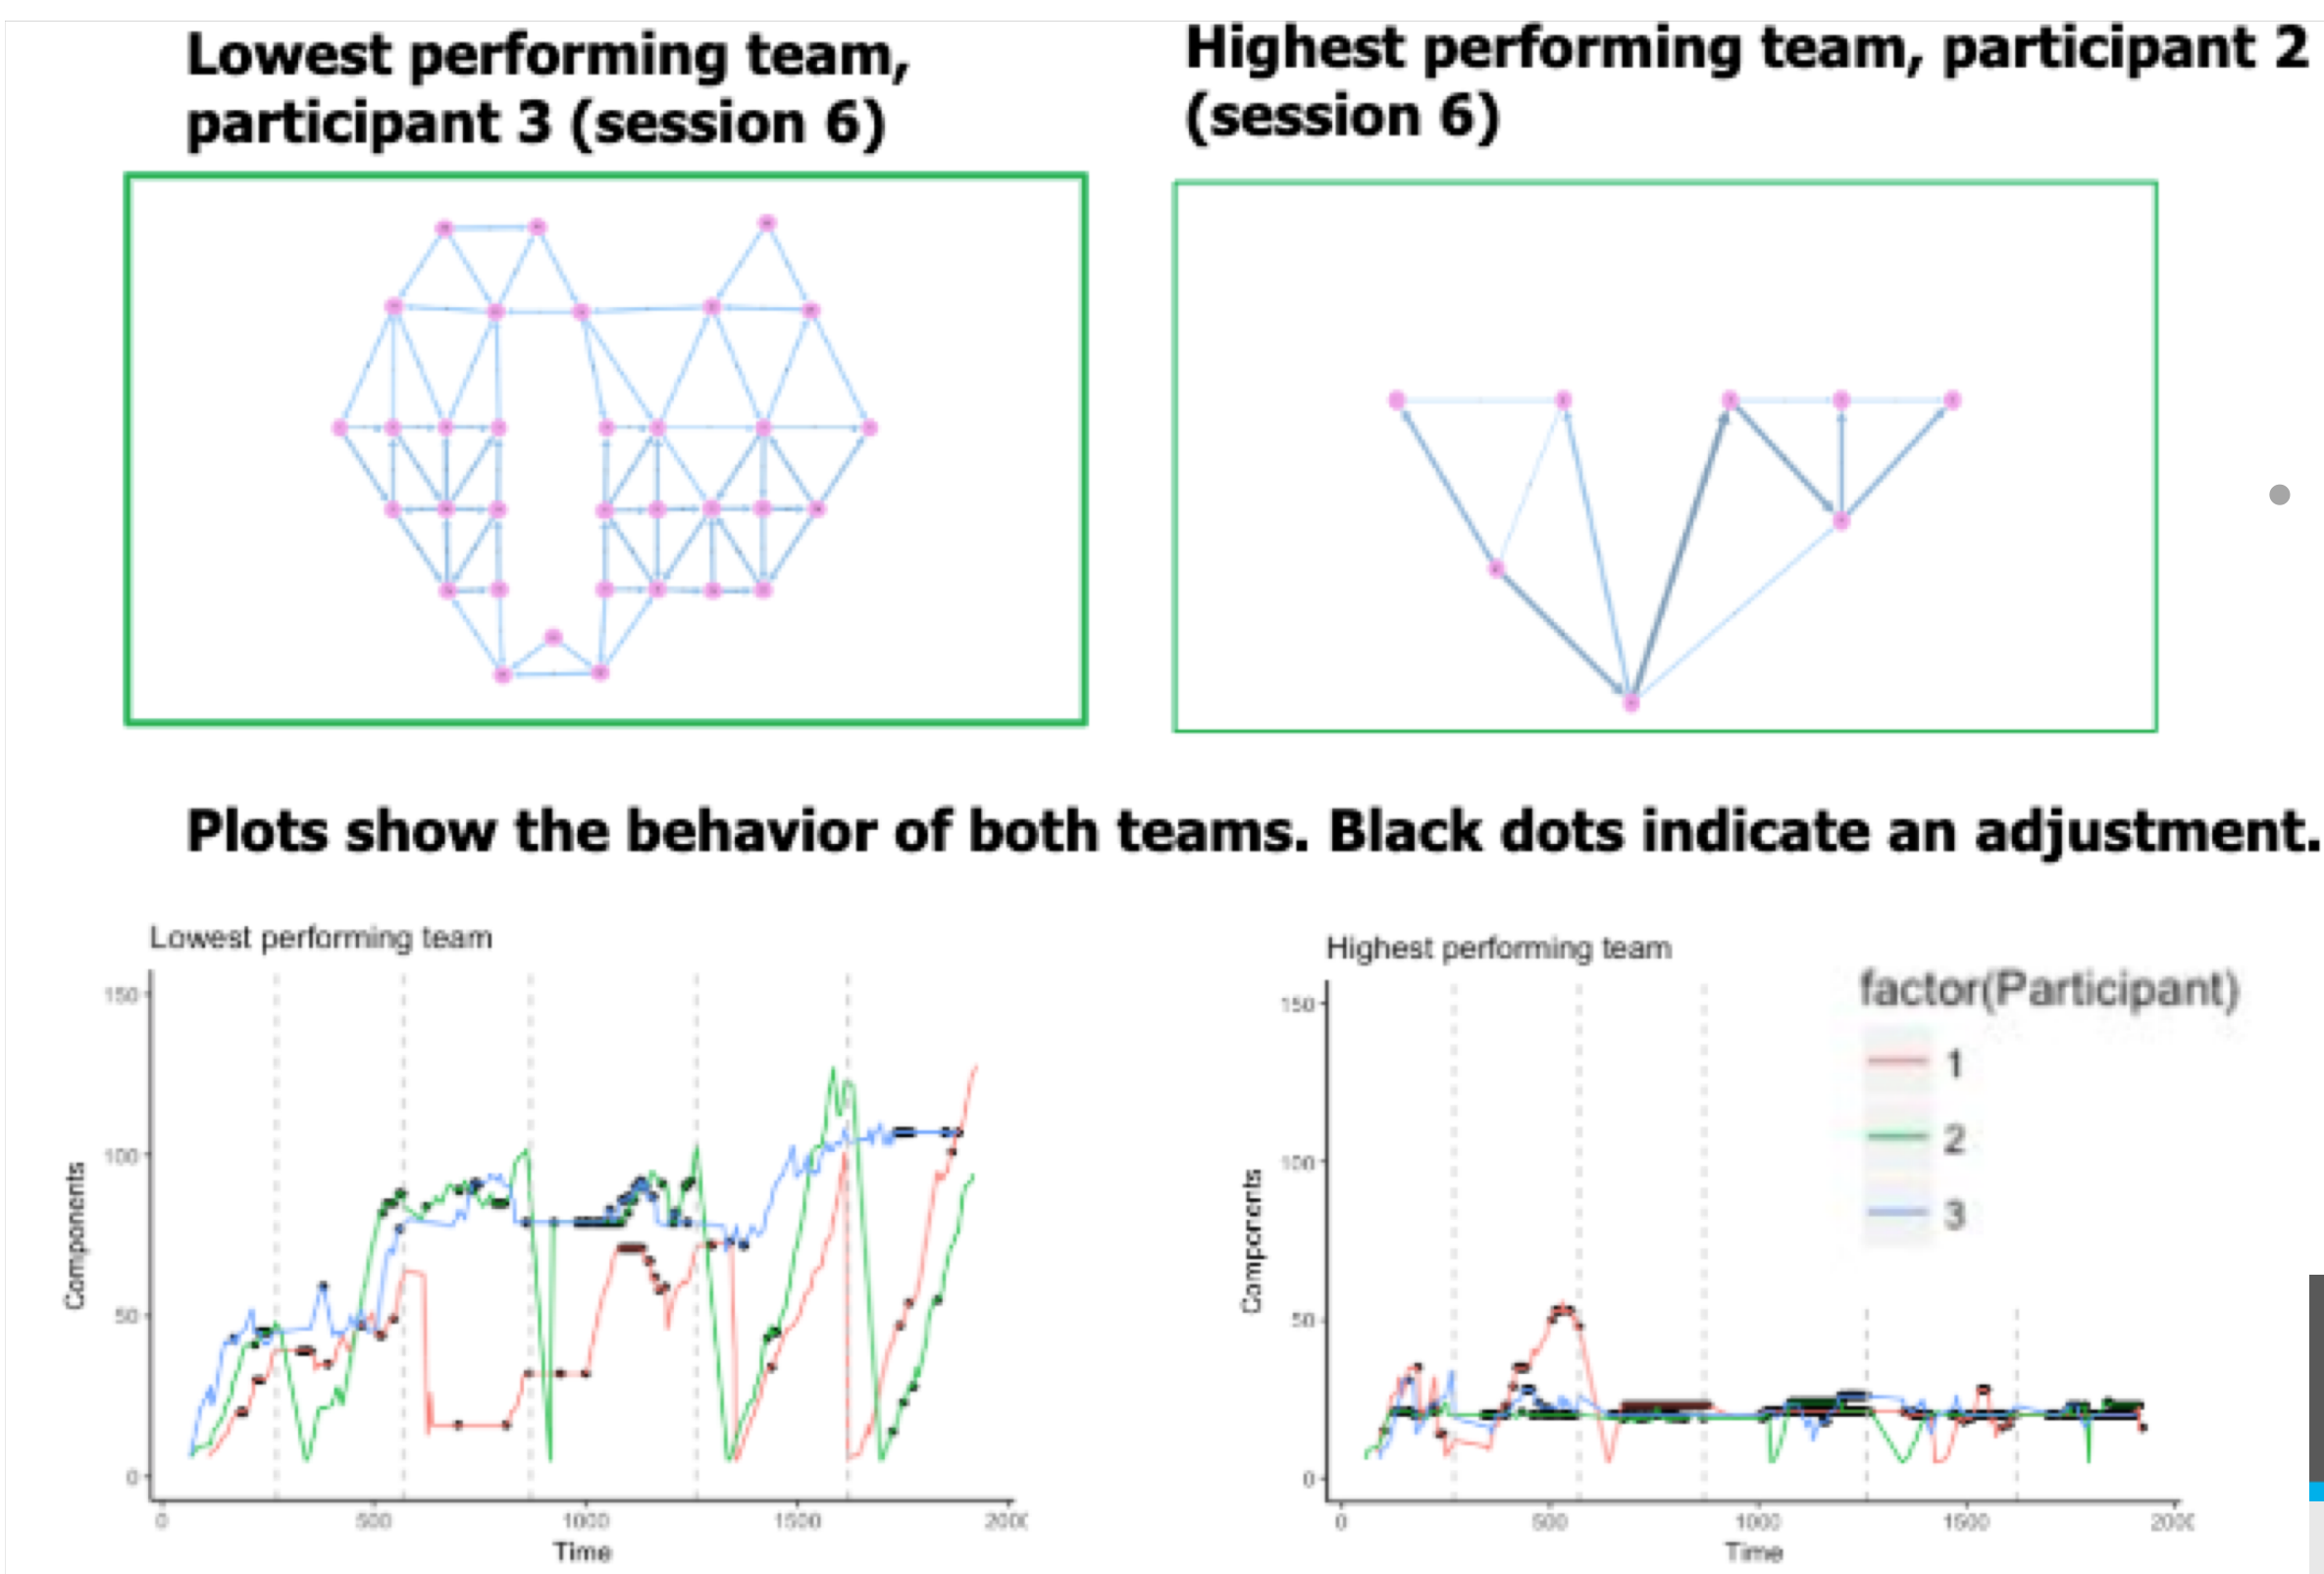 Lowest performing team,
participant 3 (session 6)
Highest performing team, participant 2
(session 6)
Plots show the behavior of both teams. Black dots indicate an adjustment.
Lowest performing team
150
100
50
0
Components
0 500 1000 1500
Time
Highest performing team
factor(Participant)
1
2
3
150
100
50
0
Components
0 500 1000 1500
Time